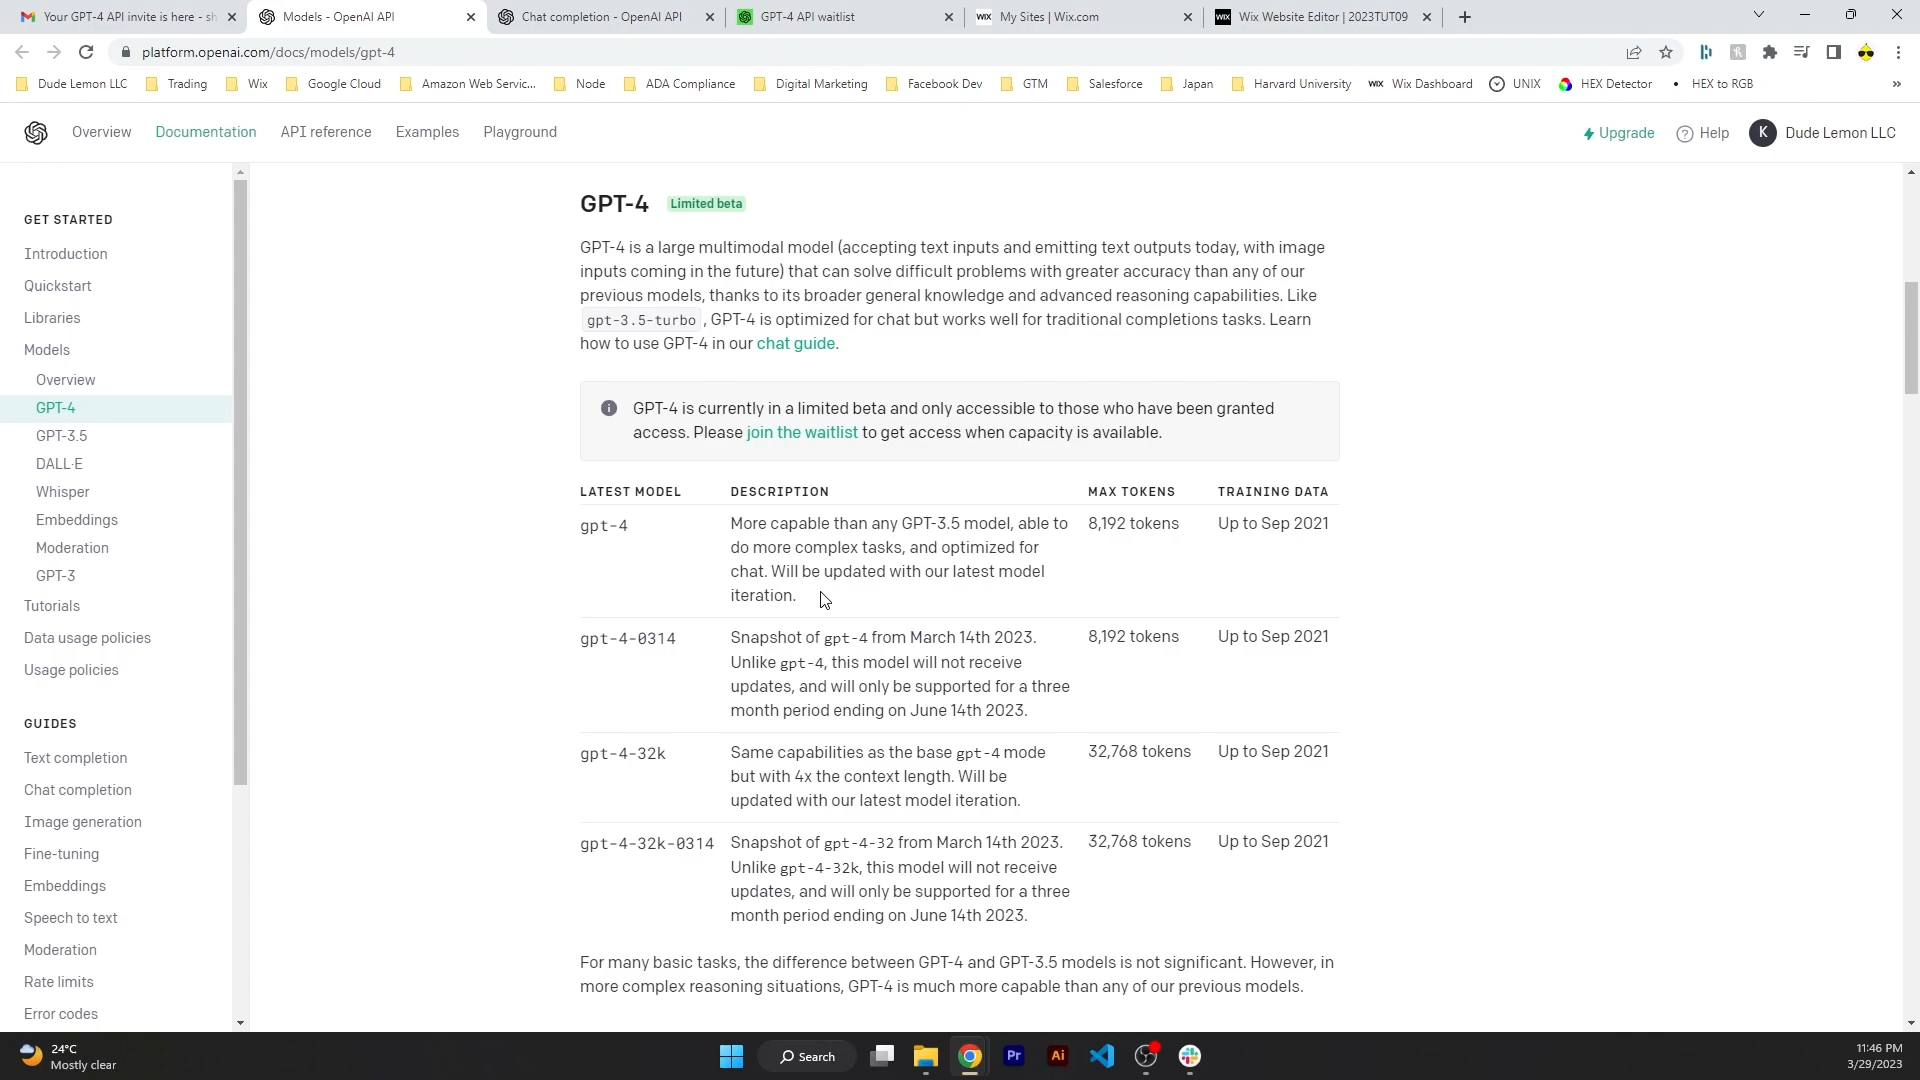 Your GPT-4 API invite is here - sh
Models - OpenAI API
Chat completion - OpenAI API
GPT-4 API waitlist
WIX My Sites | Wix.com
WIX Wix Website Editor | 2023TUT09
platform.openai.com/docs/models/gpt-4
Dude Lemon LLC
Trading
Wix
Google Cloud
Amazon Web Servic...
Node
ADA Compliance
Digital Marketing
Facebook Dev
GTM
Salesforce
Japan
Harvard University
WIX Wix Dashboard
UNIX
HEX Detector
HEX to RGB
»
Overview
Documentation
API reference
Examples
Playground
Upgrade
? Help
K Dude Lemon LLC
GET STARTED
Introduction
Quickstart
Libraries
Models
Overview
GPT-4
GPT-3.5
DALL·E
Whisper
Embeddings
Moderation
GPT-3
Tutorials
Data usage policies
Usage policies
GUIDES
Text completion
Chat completion
Image generation
Fine-tuning
Embeddings
Speech to text
Moderation
Rate limits
Error codes
GPT-4 Limited beta
GPT-4 is a large multimodal model (accepting text inputs and emitting text outputs today, with image
inputs coming in the future) that can solve difficult problems with greater accuracy than any of our
previous models, thanks to its broader general knowledge and advanced reasoning capabilities. Like
gpt-3.5-turbo , GPT-4 is optimized for chat but works well for traditional completions tasks. Learn
how to use GPT-4 in our chat guide.
GPT-4 is currently in a limited beta and only accessible to those who have been granted
access. Please join the waitlist to get access when capacity is available.
LATEST MODEL DESCRIPTION MAX TOKENS TRAINING DATA
gpt-4 More capable than any GPT-3.5 model, able to 8,192 tokens Up to Sep 2021
do more complex tasks, and optimized for
chat. Will be updated with our latest model
iteration.
gpt-4-0314 Snapshot of gpt-4 from March 14th 2023. 8,192 tokens Up to Sep 2021
Unlike gpt-4, this model will not receive
updates, and will only be supported for a three
month period ending on June 14th 2023.
gpt-4-32k Same capabilities as the base gpt-4 mode 32,768 tokens Up to Sep 2021
but with 4x the context length. Will be
updated with our latest model iteration.
gpt-4-32k-0314 Snapshot of gpt-4-32 from March 14th 2023. 32,768 tokens Up to Sep 2021
Unlike gpt-4-32k, this model will not receive
updates, and will only be supported for a three
month period ending on June 14th 2023.
For many basic tasks, the difference between GPT-4 and GPT-3.5 models is not significant. However, in
more complex reasoning situations, GPT-4 is much more capable than any of our previous models.
24°C
Mostly clear
Search
Pr
Ai
11:46 PM
3/29/2023